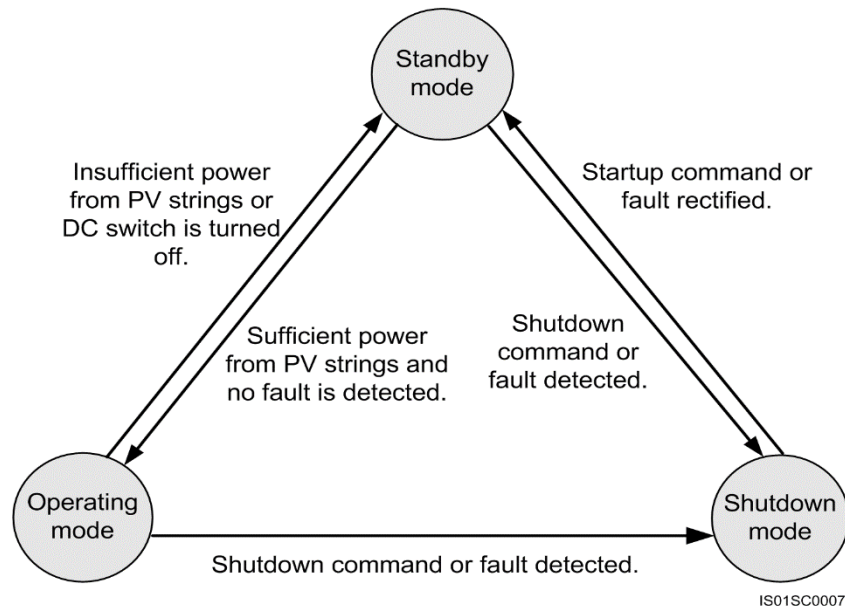 Standby
mode
Insufficient power
from PV strings or
DC switch is turned
off.
Startup command or
fault rectified.
Sufficient power
from PV strings and
no fault is detected.
Shutdown
command or
fault detected.
Operating
mode
Shutdown
mode
Shutdown command or fault detected.
IS01SC0007